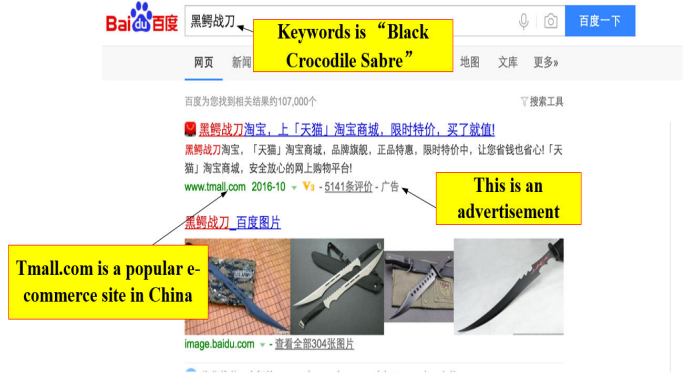 Bai du 百度
黑鳄战刀
百度一下
Keywords is “Black
Crocodile Sabre”
网页 新闻 地图 文库 更多»
百度为您找到相关结果约107,000个
搜索工具
黑鳄战刀淘宝，上「天猫」淘宝商城，限时特价，买了就值!
黑鳄战刀淘宝，「天猫」淘宝商城，品牌旗舰，正品特惠，限时特价中，让您省钱也省心!「天
猫」淘宝商城，安全放心的网上购物平台!
www.tmall.com 2016-10 V3 - 5141条评价 - 广告
This is an
advertisement
黑鳄战刀_百度图片
Tmall.com is a popular e-
commerce site in China
image.baidu.com - 查看全部304张图片